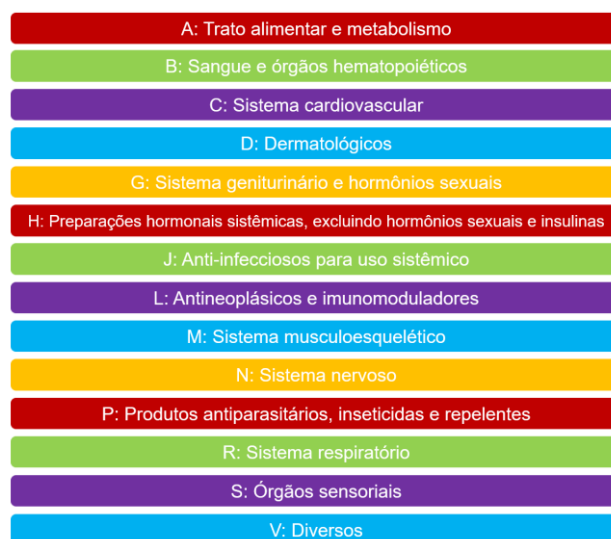 A: Trato alimentar e metabolismo
B: Sangue e órgãos hematopoiéticos
C: Sistema cardiovascular
D: Dermatológicos
G: Sistema geniturinário e hormônios sexuais
H: Preparações hormonais sistêmicas, excluindo hormônios sexuais e insulinas
J: Anti-infecciosos para uso sistêmico
L: Antineoplásicos e imunomoduladores
M: Sistema musculoesquelético
N: Sistema nervoso
P: Produtos antiparasitários, inseticidas e repelentes
R: Sistema respiratório
S: Órgãos sensoriais
V: Diversos